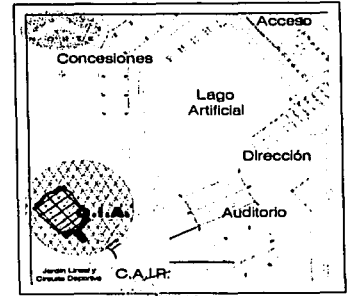 Acceso
Concesiones
Lago
Artificial
Dirección
Auditorio
Jardín Lineal y
Circuito Deportivo
C.A.I.R.